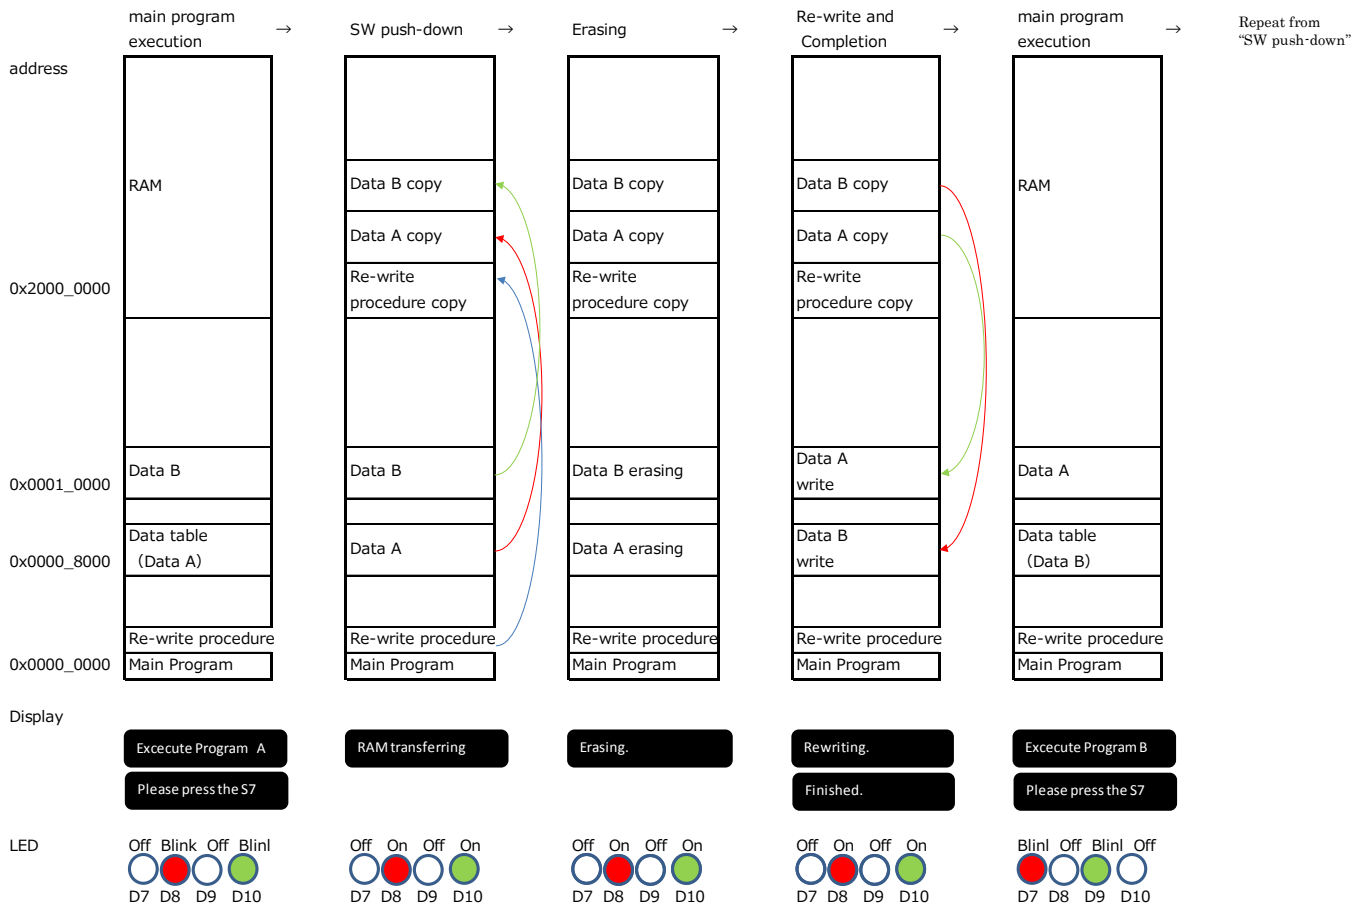 main program
execution
→
SW push-down
→
Erasing
→
Re-write and
Completion
→
main program
execution
→
Repeat from
“SW push-down”
address
0x2000_0000
0x0001_0000
0x0000_8000
0x0000_0000
RAM
Data B
Data table
（Data A）
Re-write procedure
Main Program
Data B copy
Data A copy
Re-write
procedure copy
Data B
Data A
Re-write procedure
Main Program
Data B copy
Data A copy
Re-write
procedure copy
Data B erasing
Data A erasing
Re-write procedure
Main Program
Data B copy
Data A copy
Re-write
procedure copy
Data A
write
Data B
write
Re-write procedure
Main Program
RAM
Data A
Data table
（Data B）
Re-write procedure
Main Program
Display
Excecute Program A
Please press the S7
RAM transferring
Erasing.
Rewriting.
Finished.
Excecute Program B
Please press the S7
LED
Off Blink Off Blinl
D7 D8 D9 D10
Off On Off On
D7 D8 D9 D10
Off On Off On
D7 D8 D9 D10
Off On Off On
D7 D8 D9 D10
Blinl Off Blinl Off
D7 D8 D9 D10